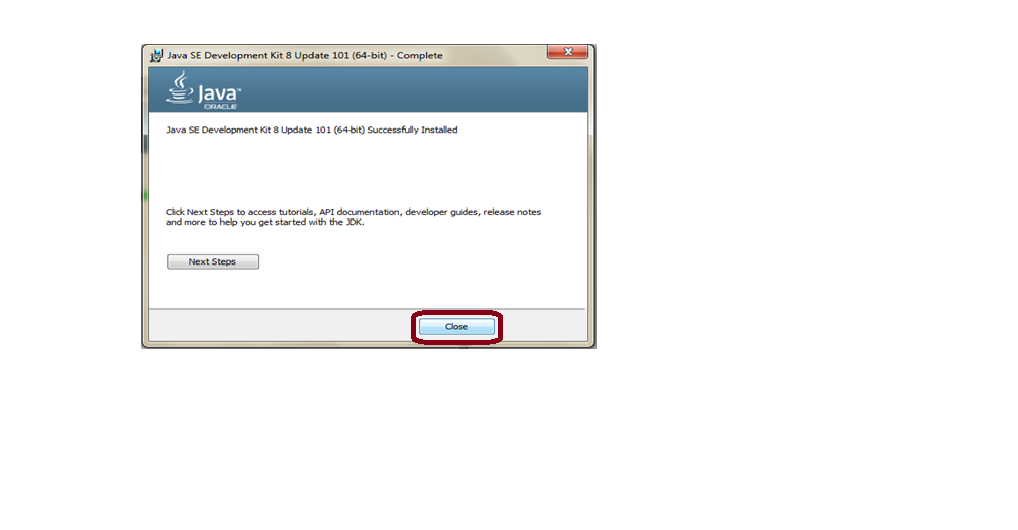 Java SE Development Kit 8 Update 101 (64-bit) - Complete
Java™
ORACLE
Java SE Development Kit 8 Update 101 (64-bit) Successfully Installed
Click Next Steps to access tutorials, API documentation, developer guides, release notes
and more to help you get started with the JDK.
Next Steps
Close